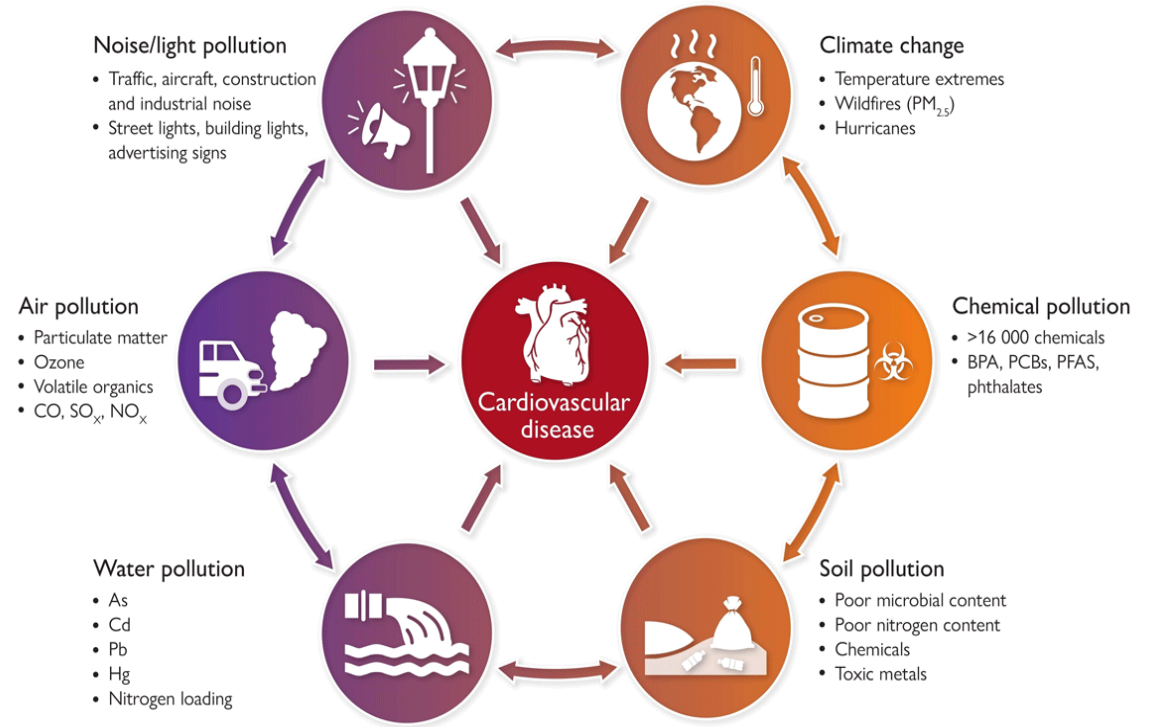 Noise/light pollution
• Traffic, aircraft, construction
and industrial noise
• Street lights, building lights,
advertising signs
Climate change
• Temperature extremes
• Wildfires (PM2.5)
• Hurricanes
Air pollution
• Particulate matter
• Ozone
• Volatile organics
• CO, SOX, NOX
Cardiovascular
disease
Chemical pollution
• >16 000 chemicals
• BPA, PCBs, PFAS,
phthalates
Water pollution
• As
• Cd
• Pb
• Hg
• Nitrogen loading
Soil pollution
• Poor microbial content
• Poor nitrogen content
• Chemicals
• Toxic metals